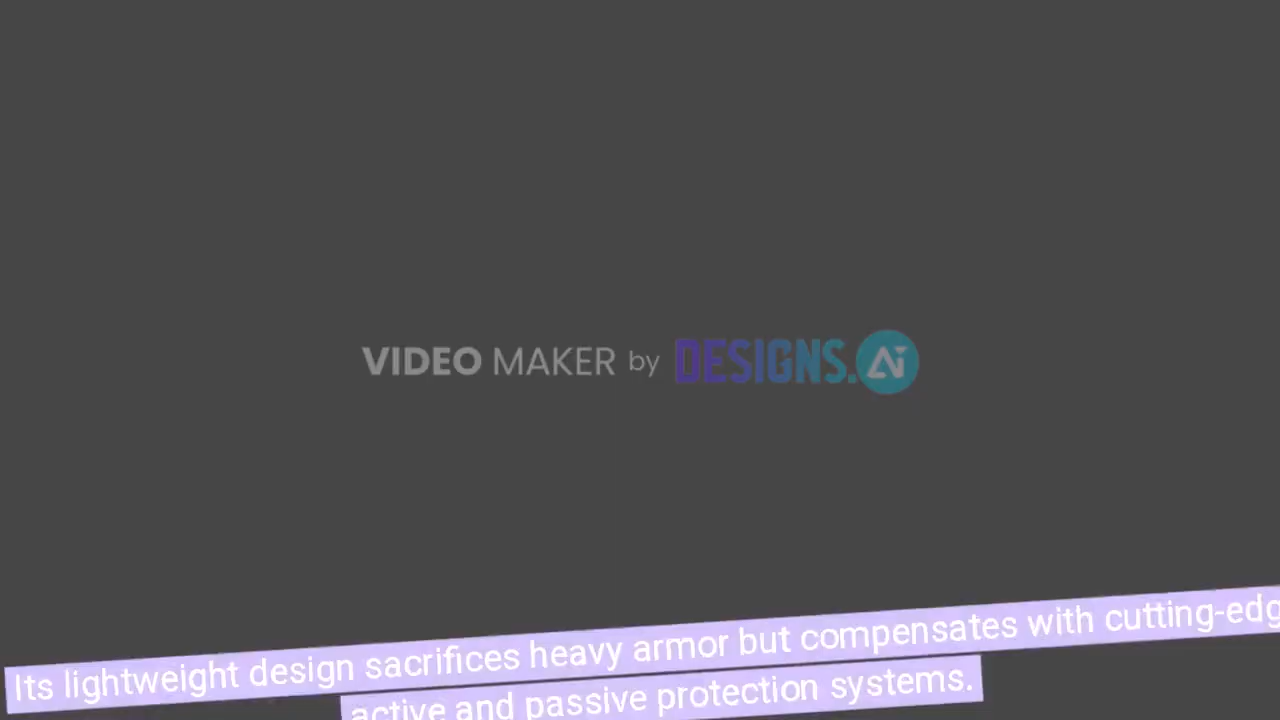 VIDEO MAKER by DESIGNS.Ai
Its lightweight design sacrifices heavy armor but compensates with cutting-edg
active and passive protection systems.